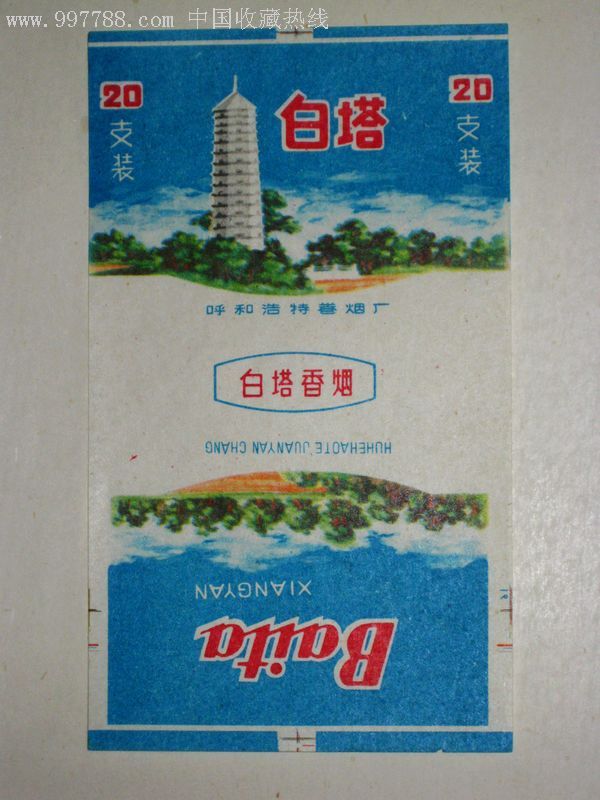 www.997788.com 中国收藏热线
20
支装
白塔
20
支装
呼和浩特卷烟厂
白塔香烟
HUHEHAOTE JUANYAN CHANG
XIANGYAN
Baita